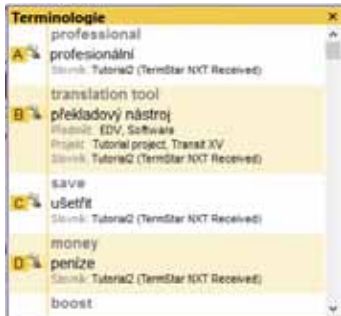 Terminologie ×
professional
A profesionální
Slovník: Tutorial2 (TermStar NXT Received)
translation tool
B překladový nástroj
Předmět: EDV, Software
Projekt: Tutorial project, Transit XV
Slovník: Tutorial2 (TermStar NXT Received)
save
C ušetřit
Slovník: Tutorial2 (TermStar NXT Received)
money
D peníze
Slovník: Tutorial2 (TermStar NXT Received)
boost